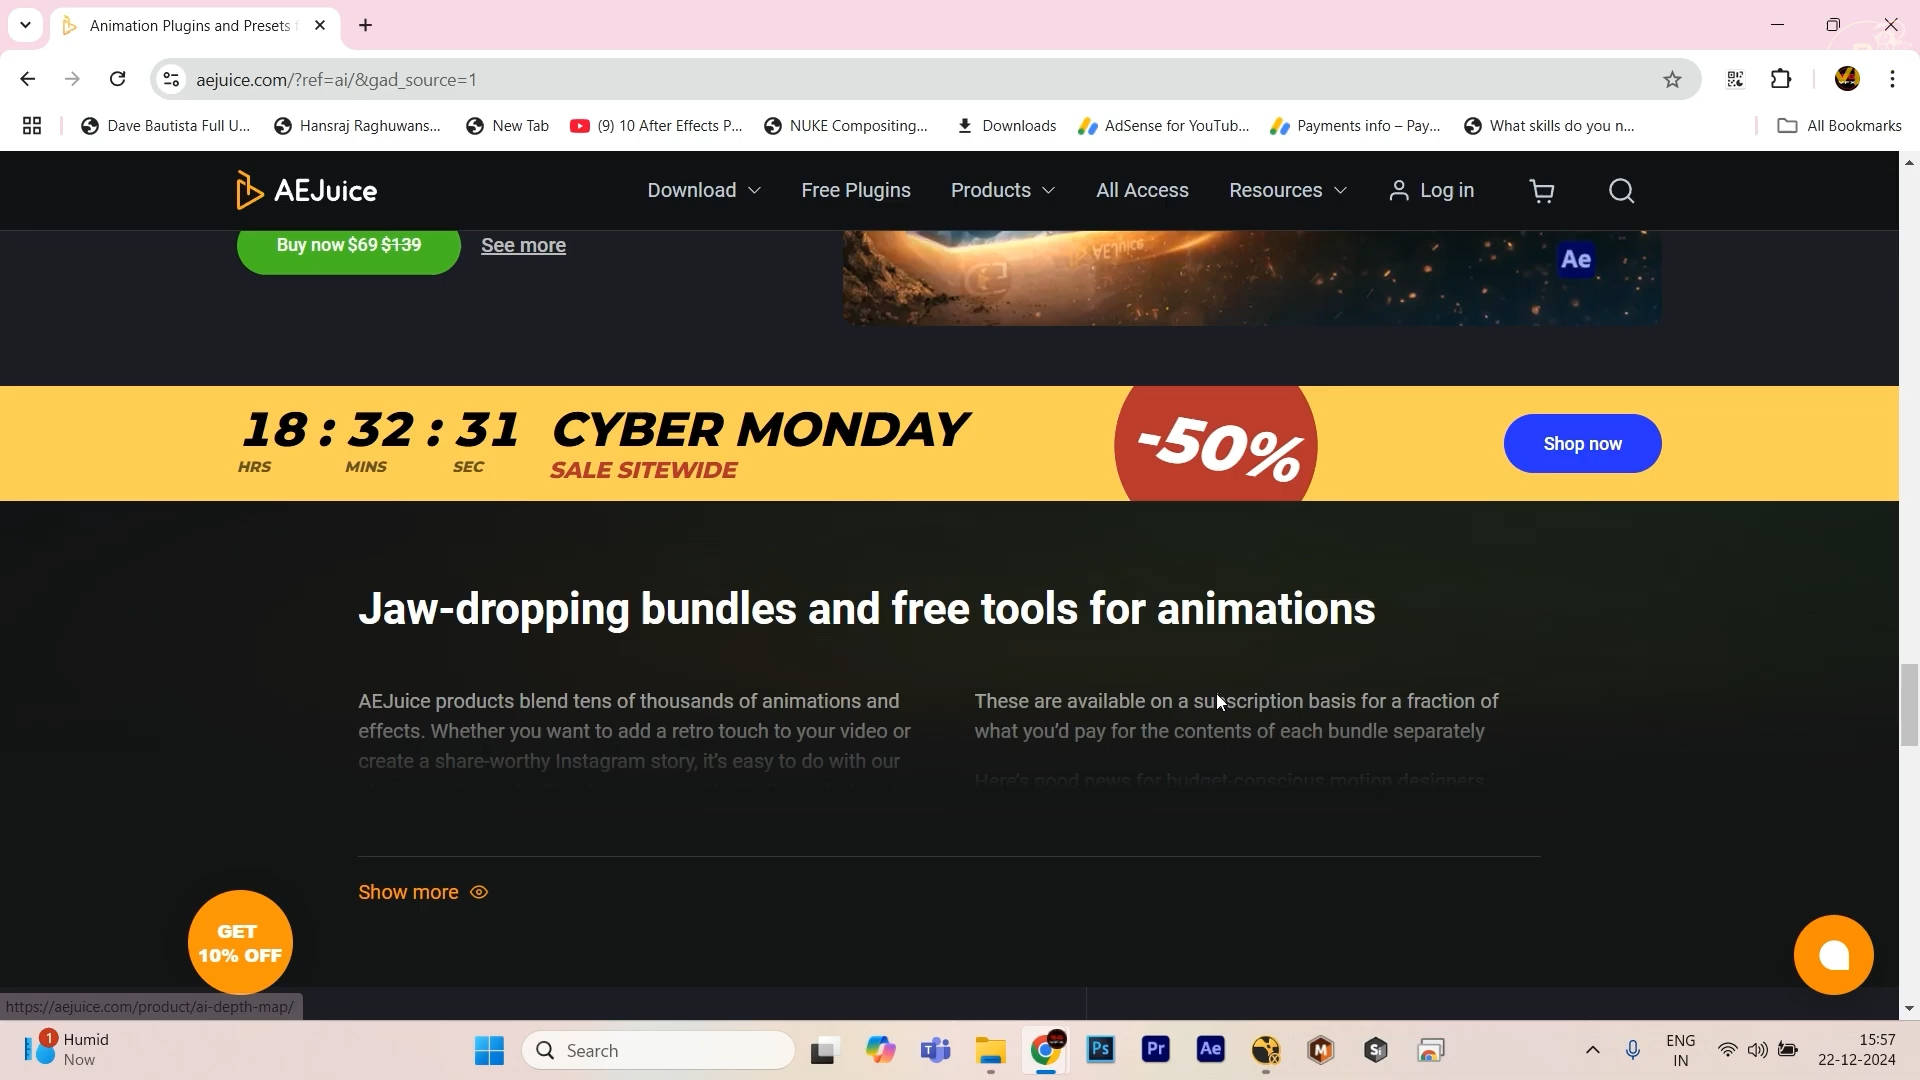 Animation Plugins and Presets f
aejuice.com/?ref=ai/&gad_source=1
Dave Bautista Full U...
Hansraj Raghuwans...
New Tab
(9) 10 After Effects P...
NUKE Compositing...
Downloads
AdSense for YouTub...
Payments info – Pay...
What skills do you n...
All Bookmarks
AEJuice
Download
Free Plugins
Products
All Access
Resources
Log in
Buy now $69 $139
See more
AEJuice
Ae
18 : 32 : 31
HRS MINS SEC
CYBER MONDAY
SALE SITEWIDE
-50%
Shop now
Jaw-dropping bundles and free tools for animations
AEJuice products blend tens of thousands of animations and
effects. Whether you want to add a retro touch to your video or
create a share-worthy Instagram story, it's easy to do with our
These are available on a subscription basis for a fraction of
what you'd pay for the contents of each bundle separately
Here's good news for budget-conscious motion designers
Show more
GET
10% OFF
https://aejuice.com/product/ai-depth-map/
1
Humid
Now
Search
Ps
Pr
Ae
M
Si
ENG
IN
15:57
22-12-2024